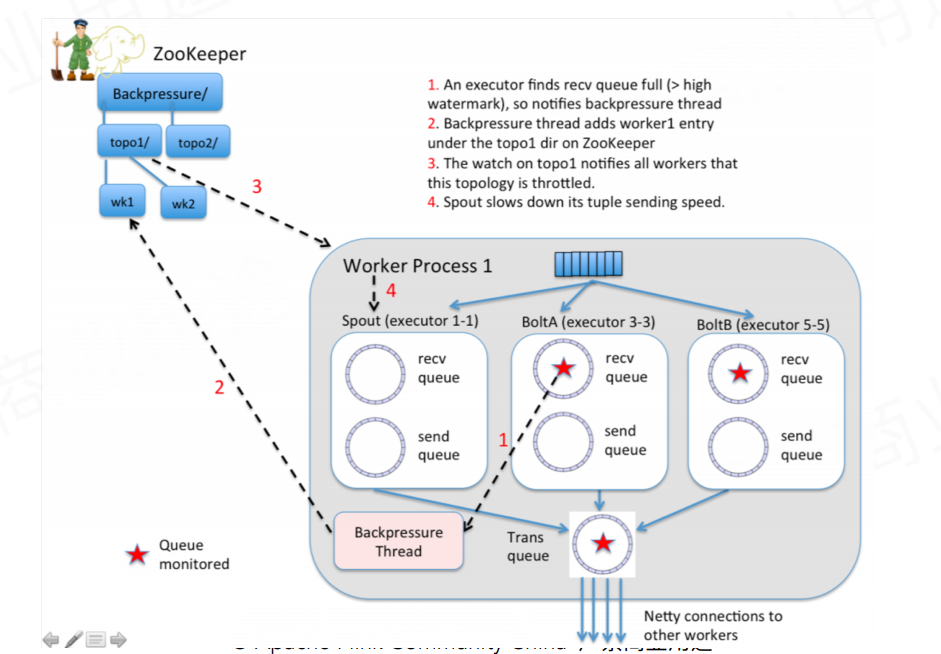 ZooKeeper
Backpressure/
topo1/
topo2/
wk1
wk2
1. An executor finds recv queue full (> high
watermark), so notifies backpressure thread
2. Backpressure thread adds worker1 entry
under the topo1 dir on ZooKeeper
3. The watch on topo1 notifies all workers that
this topology is throttled.
4. Spout slows down its tuple sending speed.
3
Worker Process 1
4
Spout (executor 1-1)
BoltA (executor 3-3)
BoltB (executor 5-5)
recv
queue
recv
queue
recv
queue
2
1
send
queue
send
queue
send
queue
Backpressure
Thread
Trans
queue
Queue
monitored
Netty connections to
other workers
Apache Flink Community China